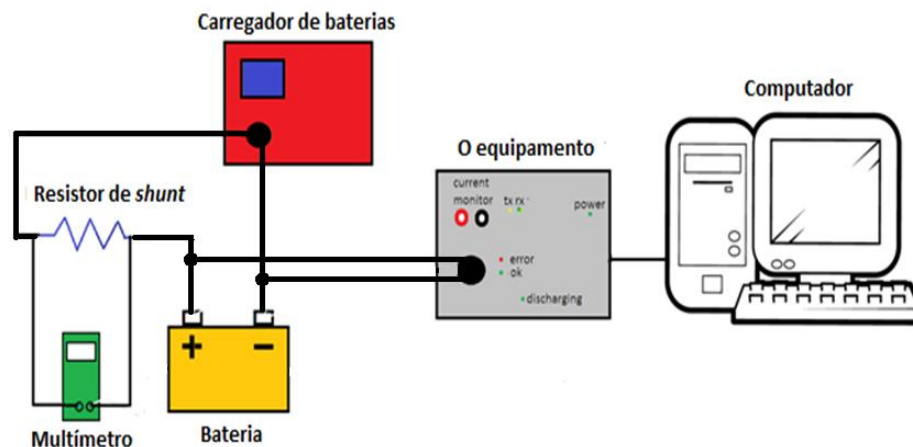 Carregador de baterias
Computador
O equipamento
current
monitor
tx rx
power
Resistor de shunt
error
ok
discharging
+ −
Multímetro
Bateria